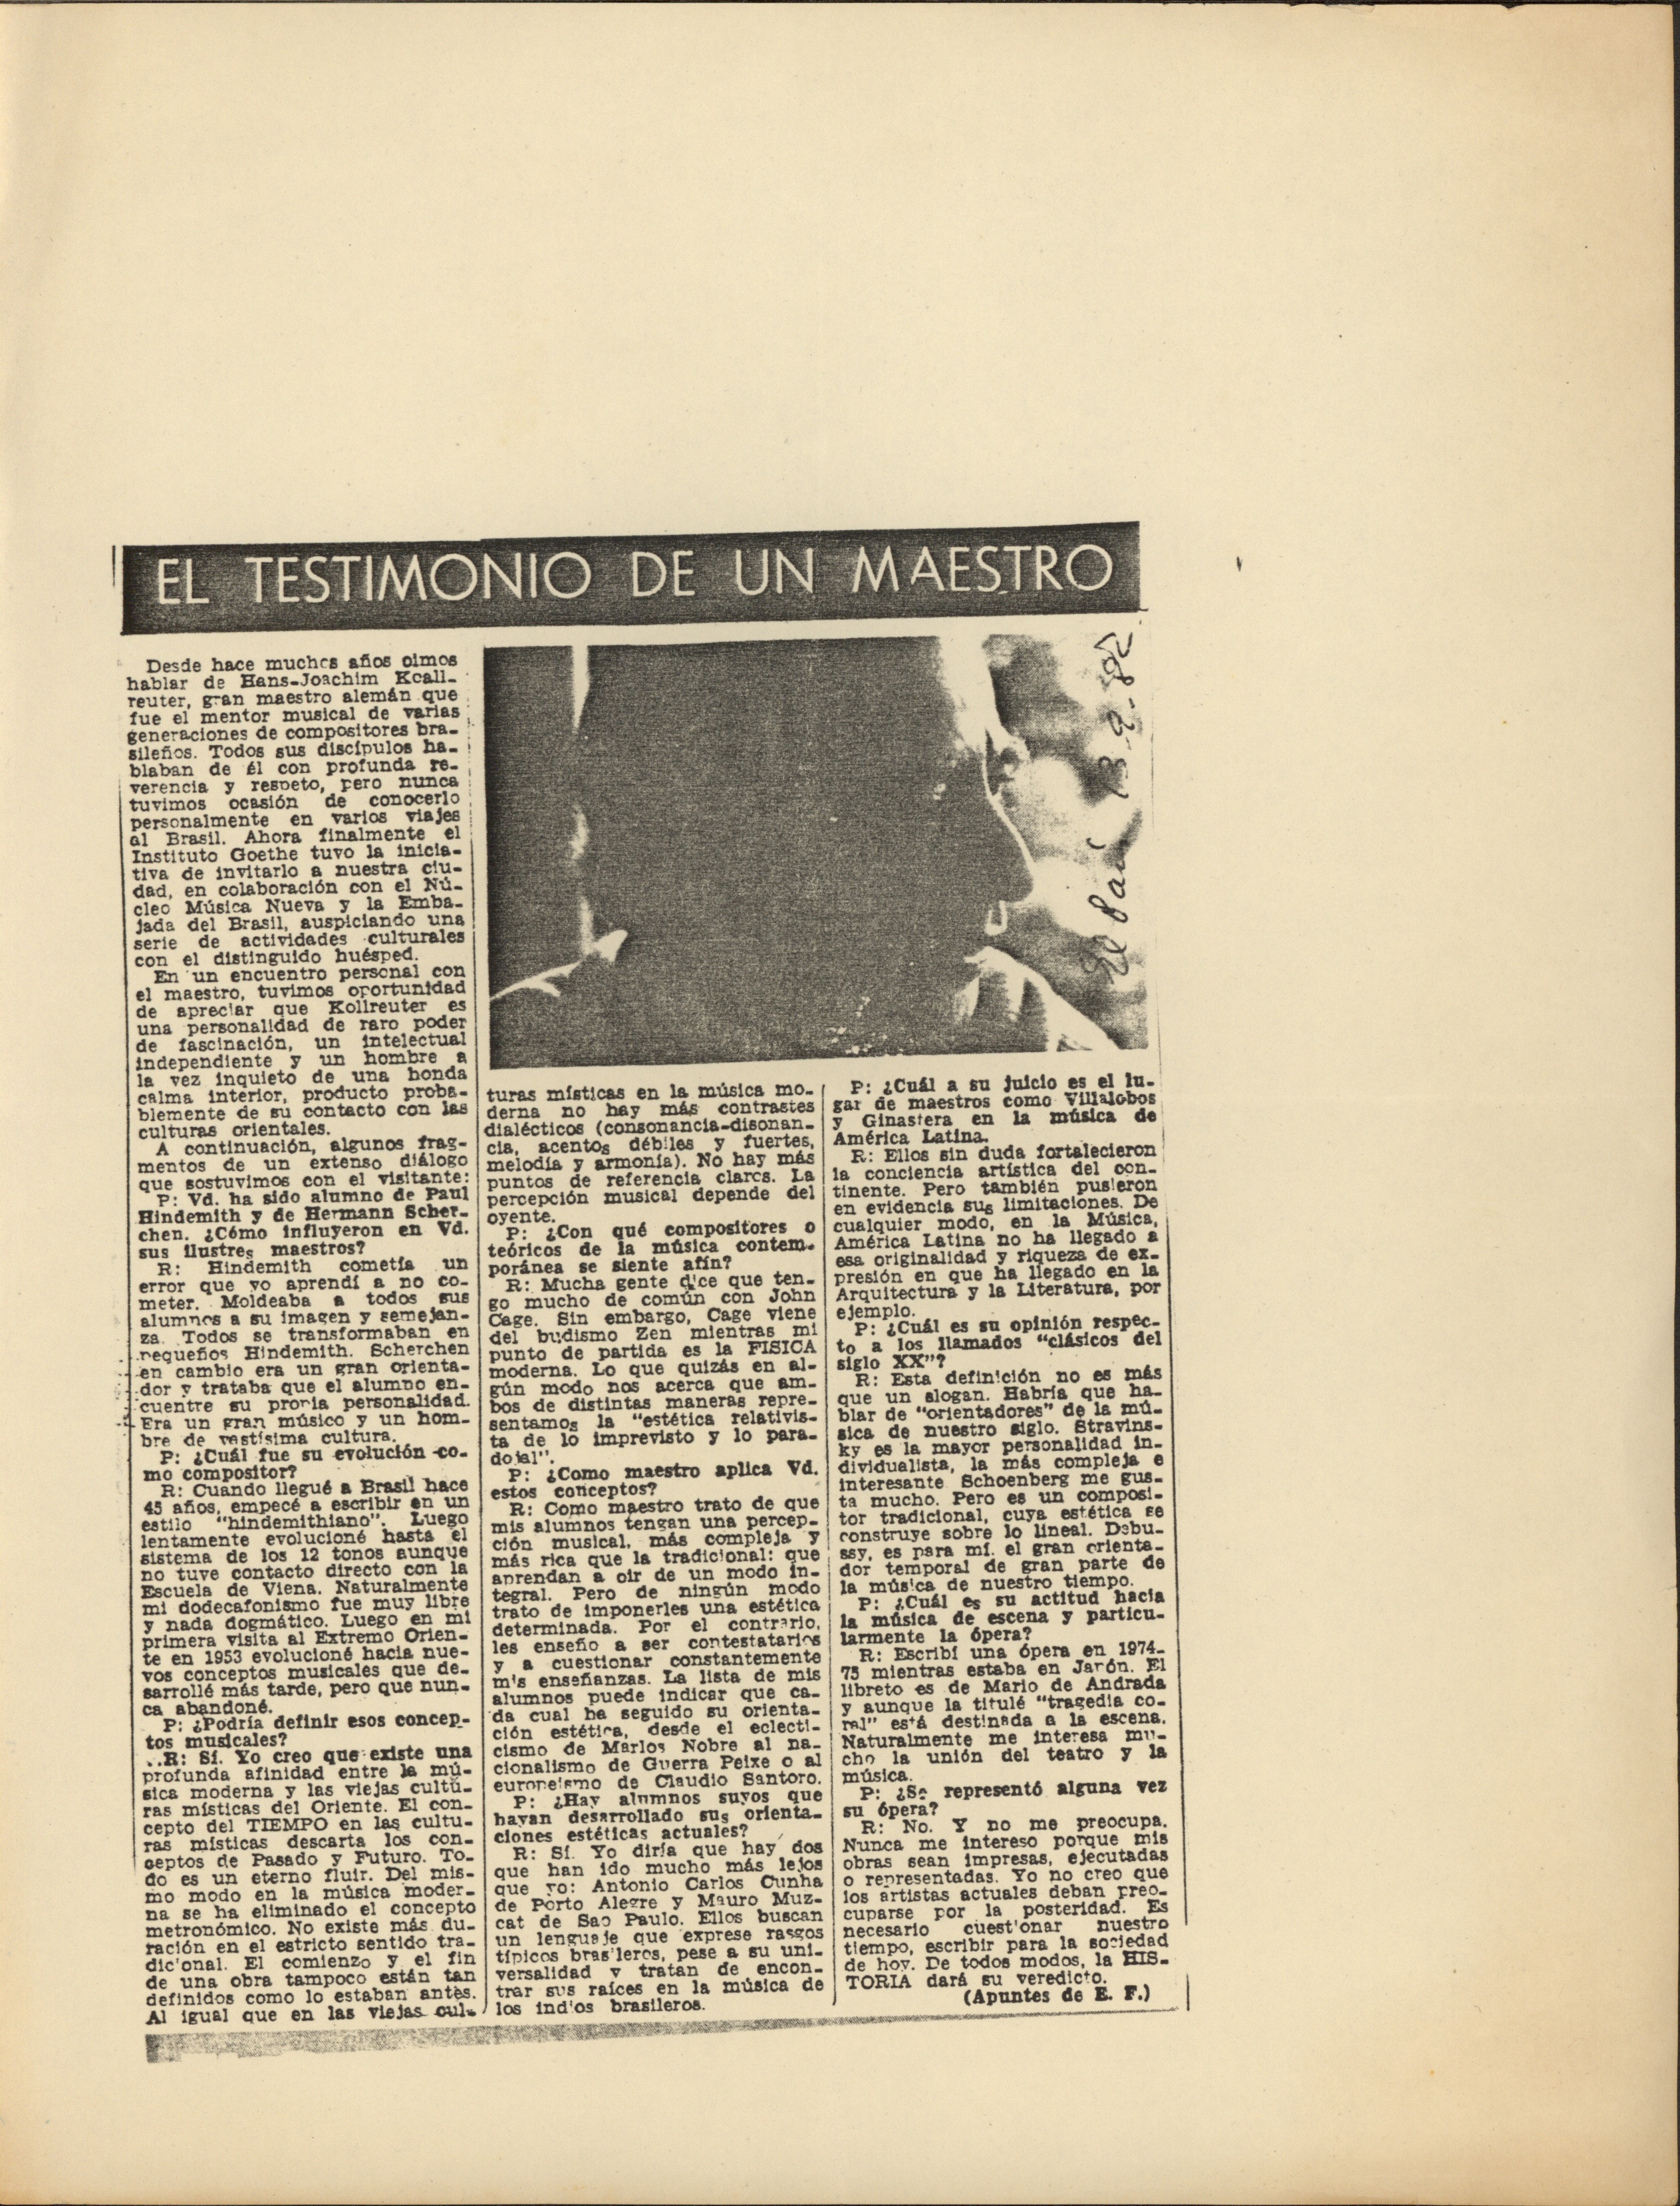 EL TESTIMONIO DE UN MAESTRO
El País 13-9-82
Desde hace muchos años oímos
hablar de Hans-Joachim Kcall-
reuter, gran maestro alemán que
fue el mentor musical de varias
generaciones de compositores bra-
sileños. Todos sus discípulos ha-
blaban de él con profunda re-
verencia y respeto, pero nunca
tuvimos ocasión de conocerlo
personalmente en varios viajes
al Brasil. Ahora finalmente el
Instituto Goethe tuvo la inicia-
tiva de invitarlo a nuestra ciu-
dad, en colaboración con el Nú-
cleo Música Nueva y la Emba-
jada del Brasil, auspiciando una
serie de actividades culturales
con el distinguido huésped.
En un encuentro personal con
el maestro, tuvimos oportunidad
de apreciar que Kollreuter es
una personalidad de raro poder
de fascinación, un intelectual
independiente y un hombre a
la vez inquieto de una honda
calma interior, producto proba-
blemente de su contacto con las
culturas orientales.
A continuación, algunos frag-
mentos de un extenso diálogo
que sostuvimos con el visitante:
P: Vd. ha sido alumno de Paul
Hindemith y de Hermann Scher-
chen. ¿Cómo influyeron en Vd.
sus ilustres maestros?
R: Hindemith cometía un
error que yo aprendí a no co-
meter. Moldeaba a todos sus
alumnos a su imagen y semejan-
za. Todos se transformaban en
pequeños Hindemith. Scherchen
en cambio era un gran orienta-
dor y trataba que el alumno en-
cuentre su propia personalidad.
Era un gran músico y un hom-
bre de vastísima cultura.
P: ¿Cuál fue su evolución co-
mo compositor?
R: Cuando llegué a Brasil hace
45 años, empecé a escribir en un
estilo "hindemithiano". Luego
lentamente evolucioné hasta el
sistema de los 12 tonos aunque
no tuve contacto directo con la
Escuela de Viena. Naturalmente
mi dodecafonismo fue muy libre
y nada dogmático. Luego en mi
primera visita al Extremo Orien-
te en 1953 evolucioné hacia nue-
vos conceptos musicales que de-
sarrollé más tarde, pero que nun-
ca abandoné.
P: ¿Podría definir esos concep-
tos musicales?
R: Sí. Yo creo que existe una
profunda afinidad entre la mú-
sica moderna y las viejas cultu-
ras místicas del Oriente. El con-
cepto del TIEMPO en las cultu-
ras místicas descarta los con-
ceptos de Pasado y Futuro. To-
do es un eterno fluir. Del mis-
mo modo en la música moder-
na se ha eliminado el concepto
metronómico. No existe más du-
ración en el estricto sentido tra-
dicional. El comienzo y el fin
de una obra tampoco están tan
definidos como lo estaban antes.
Al igual que en las viejas cul-
turas místicas en la música mo-
derna no hay más contrastes
dialécticos (consonancia-disonan-
cia, acentos débiles y fuertes,
melodía y armonía). No hay más
puntos de referencia claros. La
percepción musical depende del
oyente.
P: ¿Con qué compositores o
teóricos de la música contem-
poránea se siente afín?
R: Mucha gente dice que ten-
go mucho de común con John
Cage. Sin embargo, Cage viene
del budismo Zen mientras mi
punto de partida es la FISICA
moderna. Lo que quizás en al-
gún modo nos acerca que am-
bos de distintas maneras repre-
sentamos la "estética relativis-
ta de lo imprevisto y lo para-
dojal".
P: ¿Como maestro aplica Vd.
estos conceptos?
R: Como maestro trato de que
mis alumnos tengan una percep-
ción musical, más compleja y
más rica que la tradicional: que
aprendan a oir de un modo in-
tegral. Pero de ningún modo
trato de imponerles una estética
determinada. Por el contrario,
les enseño a ser contestatarios
y a cuestionar constantemente
mis enseñanzas. La lista de mis
alumnos puede indicar que ca-
da cual ha seguido su orienta-
ción estética, desde el eclecti-
cismo de Marlos Nobre al na-
cionalismo de Guerra Peixe o al
europeismo de Claudio Santoro.
P: ¿Hay alumnos suyos que
hayan desarrollado sus orienta-
ciones estéticas actuales?
R: Sí. Yo diría que hay dos
que han ido mucho más lejos
que yo: Antonio Carlos Cunha
de Porto Alegre y Mauro Muz-
cat de Sao Paulo. Ellos buscan
un lenguaje que exprese rasgos
típicos brasileros, pese a su uni-
versalidad y tratan de encon-
trar sus raíces en la música de
los indios brasileros.
P: ¿Cuál a su juicio es el lu-
gar de maestros como Villalobos
y Ginastera en la música de
América Latina.
R: Ellos sin duda fortalecieron
la conciencia artística del con-
tinente. Pero también pusieron
en evidencia sus limitaciones. De
cualquier modo, en la Música,
América Latina no ha llegado a
esa originalidad y riqueza de ex-
presión en que ha llegado en la
Arquitectura y la Literatura, por
ejemplo.
P: ¿Cuál es su opinión respec-
to a los llamados "clásicos del
siglo XX"?
R: Esta definición no es más
que un slogan. Habría que ha-
blar de "orientadores" de la mú-
sica de nuestro siglo. Stravins-
ky es la mayor personalidad in-
dividualista, la más compleja e
interesante Schoenberg me gus-
ta mucho. Pero es un composi-
tor tradicional, cuya estética se
construye sobre lo lineal. Debu-
ssy, es para mí, el gran orienta-
dor temporal de gran parte de
la música de nuestro tiempo.
P: ¿Cuál es su actitud hacia
la música de escena y particu-
larmente la ópera?
R: Escribí una ópera en 1974-
75 mientras estaba en Japón. El
libreto es de Mario de Andrada
y aunque la titulé "tragedia co-
ral" está destinada a la escena.
Naturalmente me interesa mu-
cho la unión del teatro y la
música.
P: ¿Se representó alguna vez
su ópera?
R: No. Y no me preocupa.
Nunca me intereso porque mis
obras sean impresas, ejecutadas
o representadas. Yo no creo que
los artistas actuales deban preo-
cuparse por la posteridad. Es
necesario cuestionar nuestro
tiempo, escribir para la sociedad
de hoy. De todos modos, la HIS-
TORIA dará su veredicto.
(Apuntes de E. F.)